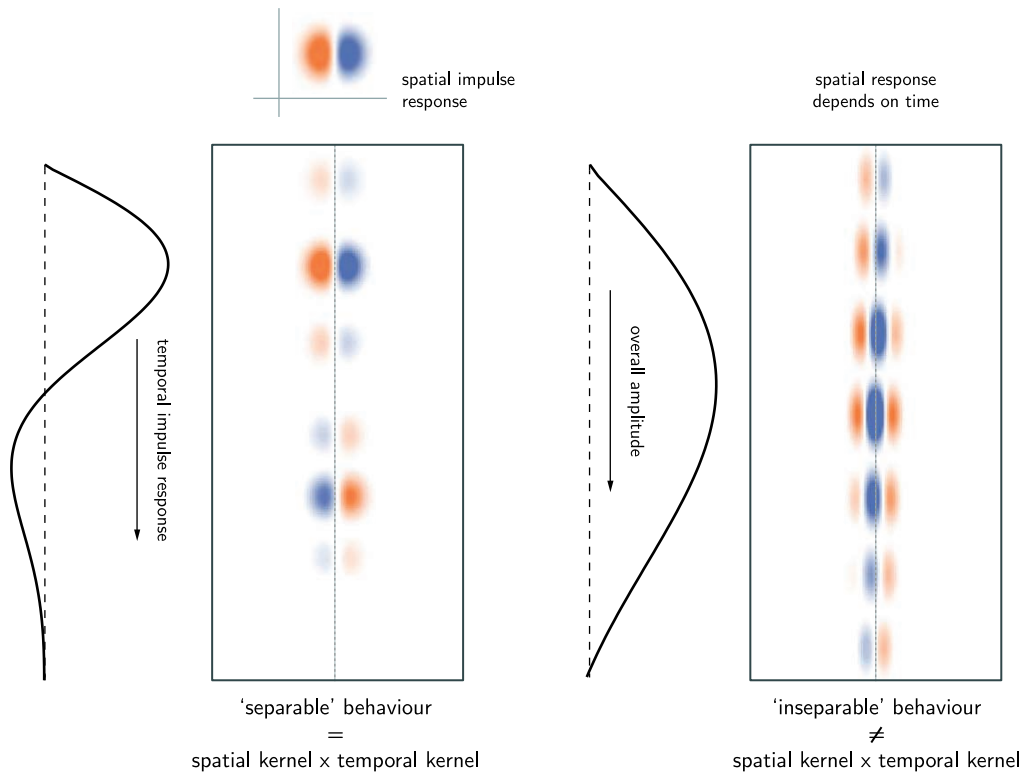 spatial impulse
response
spatial response
depends on time
temporal impulse response
overall amplitude
‘separable’ behaviour
=
spatial kernel x temporal kernel
‘inseparable’ behaviour
≠
spatial kernel x temporal kernel